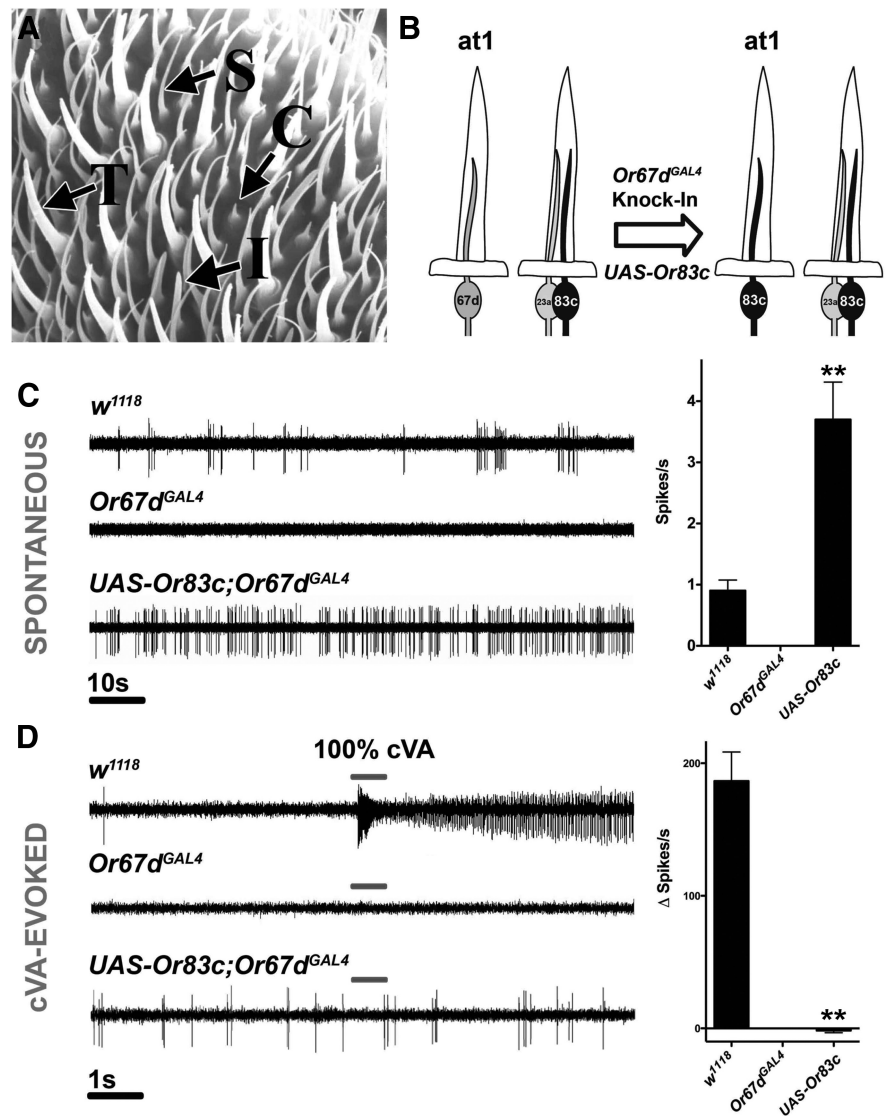 A
S
C
T
I
B
at1
at1
Or67d^GAL4
Knock-In
UAS-Or83c
67d
23a
83c
83c
23a
83c
C
SPONTANEOUS
w^1118
Or67d^GAL4
UAS-Or83c;Or67d^GAL4
10s
**
Spikes/s
4
3
2
1
0
w^1118
Or67d^GAL4
UAS-Or83c
D
cVA-EVOKED
100% cVA
w^1118
Or67d^GAL4
UAS-Or83c;Or67d^GAL4
1s
Δ Spikes/s
200
100
0
**
w^1118
Or67d^GAL4
UAS-Or83c